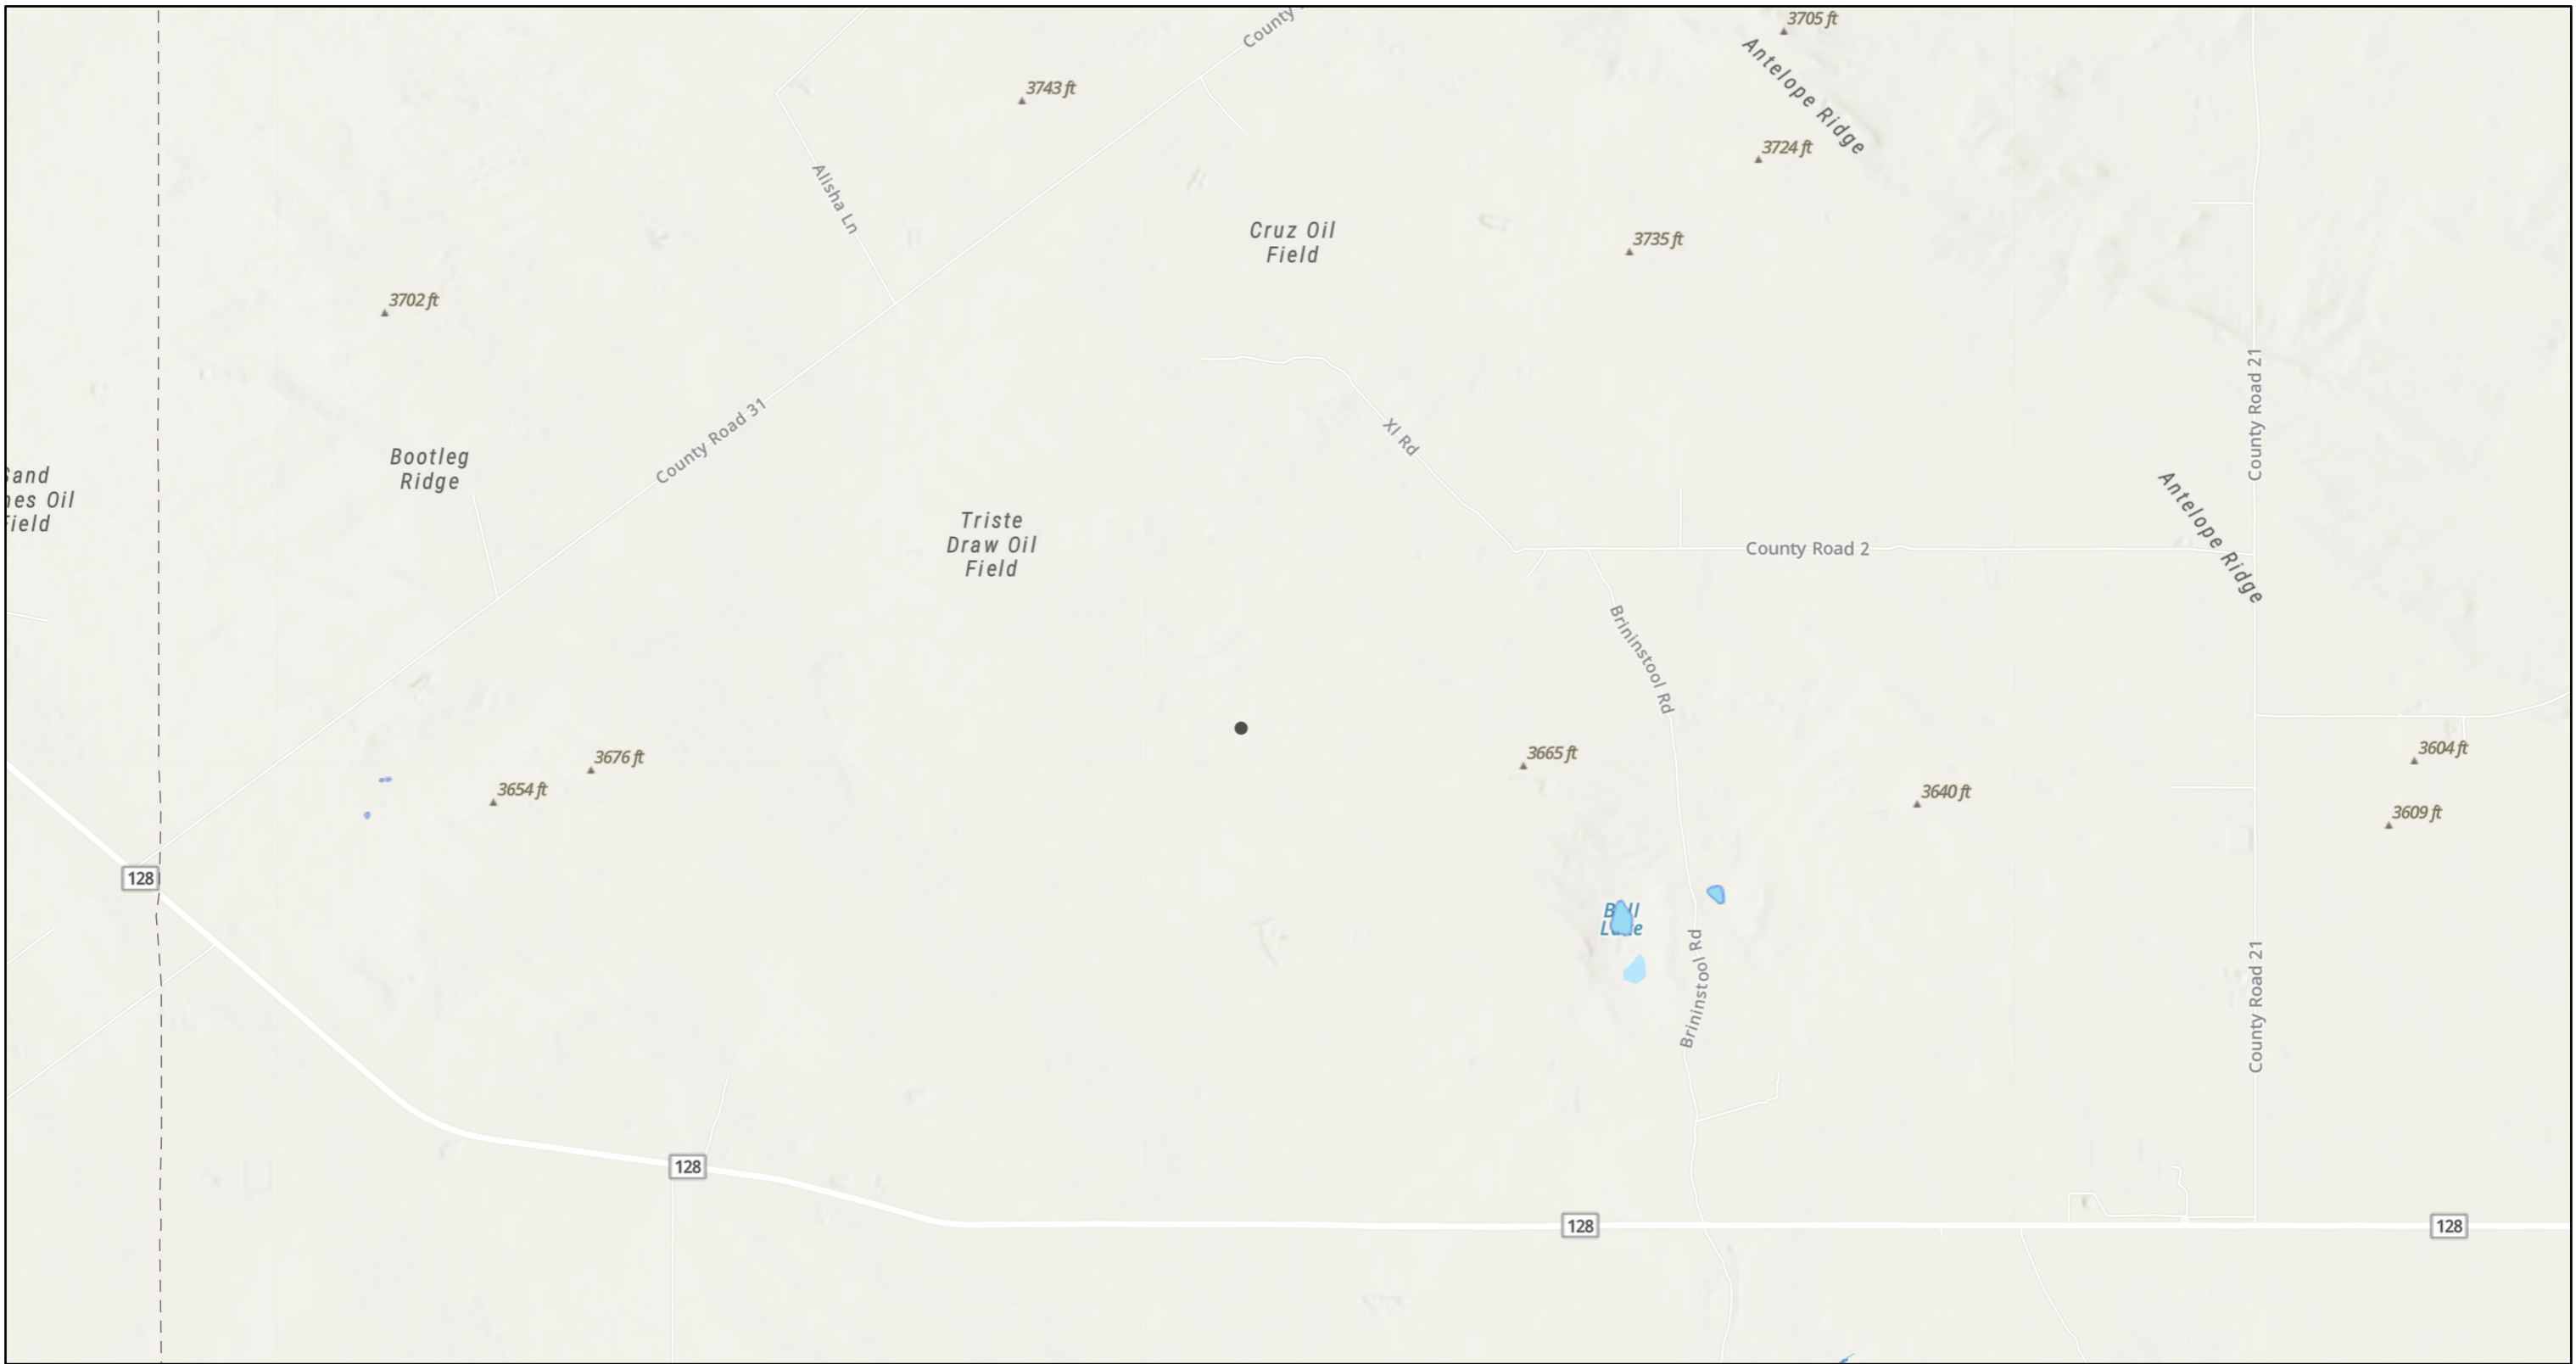 3705 ft
County
Antelope Ridge
3743 ft
3724 ft
Alisha Ln
Cruz Oil
Field
3735 ft
3702 ft
County Road 21
County Road 31
XI Rd
Bootleg
Ridge
Oil
Triste
Draw Oil
Field
County Road 2
Antelope Ridge
Brininstool Rd
3676 ft
3665 ft
3604 ft
3654 ft
3640 ft
3609 ft
128
Brininstool Rd
County Road 21
128
128
128